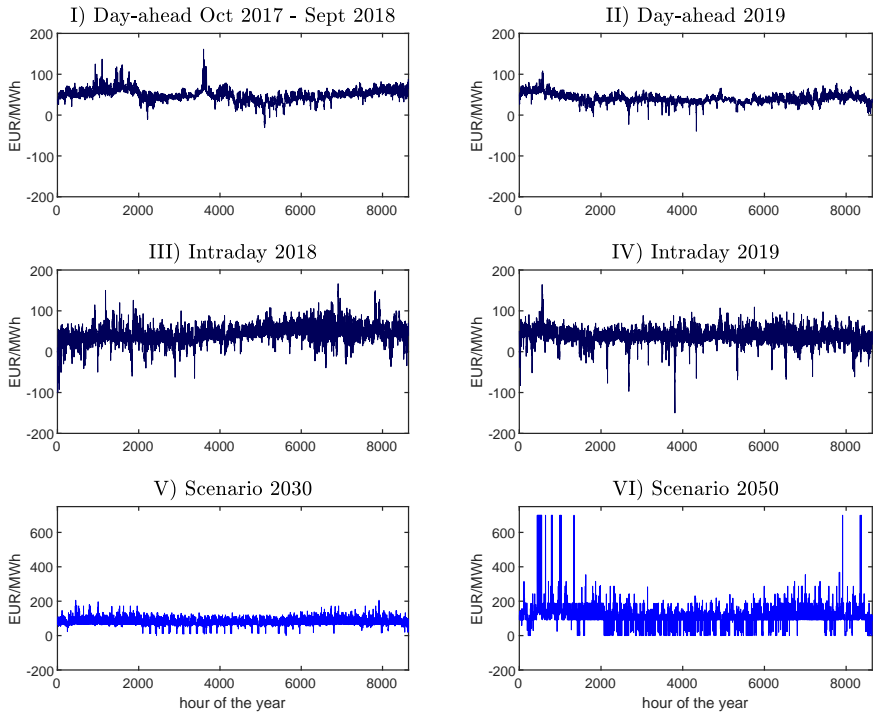 I) Day-ahead Oct 2017 - Sept 2018
200
100
0
-100
-200
EUR/MWh
0 2000 4000 6000 8000
II) Day-ahead 2019
200
100
0
-100
-200
EUR/MWh
0 2000 4000 6000 8000
III) Intraday 2018
200
100
0
-100
-200
EUR/MWh
0 2000 4000 6000 8000
IV) Intraday 2019
200
100
0
-100
-200
EUR/MWh
0 2000 4000 6000 8000
V) Scenario 2030
600
400
200
0
-200
EUR/MWh
0 2000 4000 6000 8000
hour of the year
VI) Scenario 2050
600
400
200
0
-200
EUR/MWh
0 2000 4000 6000 8000
hour of the year